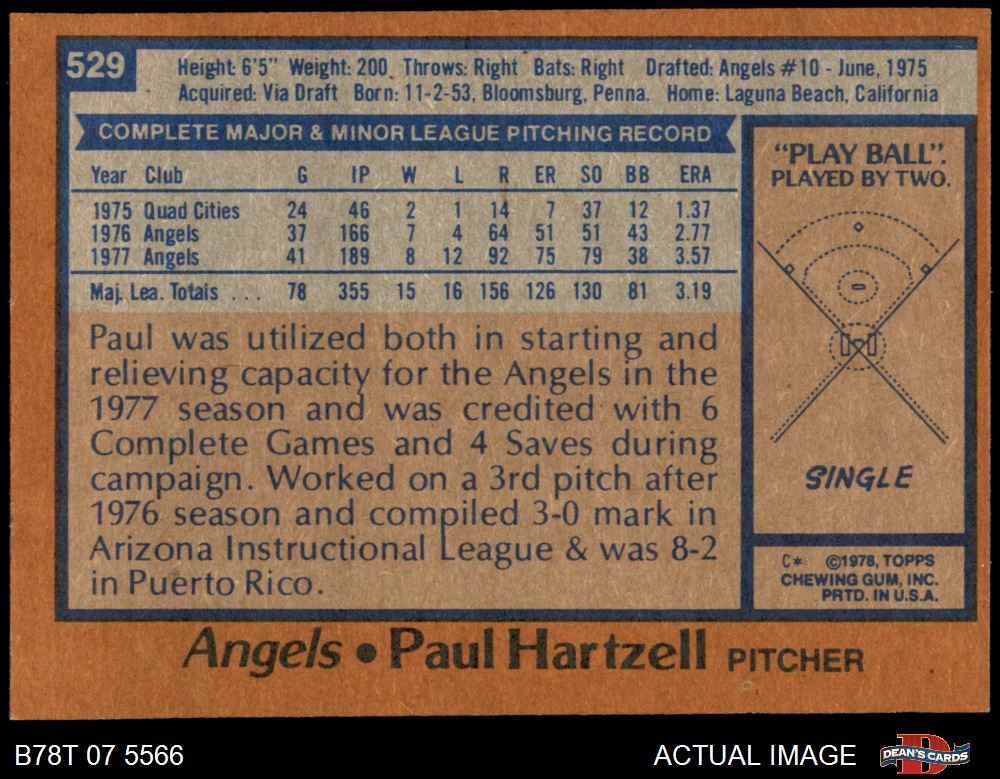 529
Height: 6'5" Weight: 200. Throws: Right Bats: Right Drafted: Angels #10 - June, 1975
Acquired: Via Draft Born: 11-2-53, Bloomsburg, Penna. Home: Laguna Beach, California
COMPLETE MAJOR & MINOR LEAGUE PITCHING RECORD
Year Club G IP W L R ER SO BB ERA
1975 Quad Cities 24 46 2 1 14 7 37 12 1.37
1976 Angels 37 166 7 4 64 51 51 43 2.77
1977 Angels 41 189 8 12 92 75 79 38 3.57
Maj. Lea. Totals ... 78 355 15 16 156 126 130 81 3.19
Paul was utilized both in starting and
relieving capacity for the Angels in the
1977 season and was credited with 6
Complete Games and 4 Saves during
campaign. Worked on a 3rd pitch after
1976 season and compiled 3-0 mark in
Arizona Instructional League & was 8-2
in Puerto Rico.
"PLAY BALL".
PLAYED BY TWO.
SINGLE
C* ©1978, TOPPS
CHEWING GUM, INC.
PRTD. IN U.S.A.
Angels • Paul Hartzell PITCHER
B78T 07 5566
ACTUAL IMAGE
D
DEAN'S CARDS